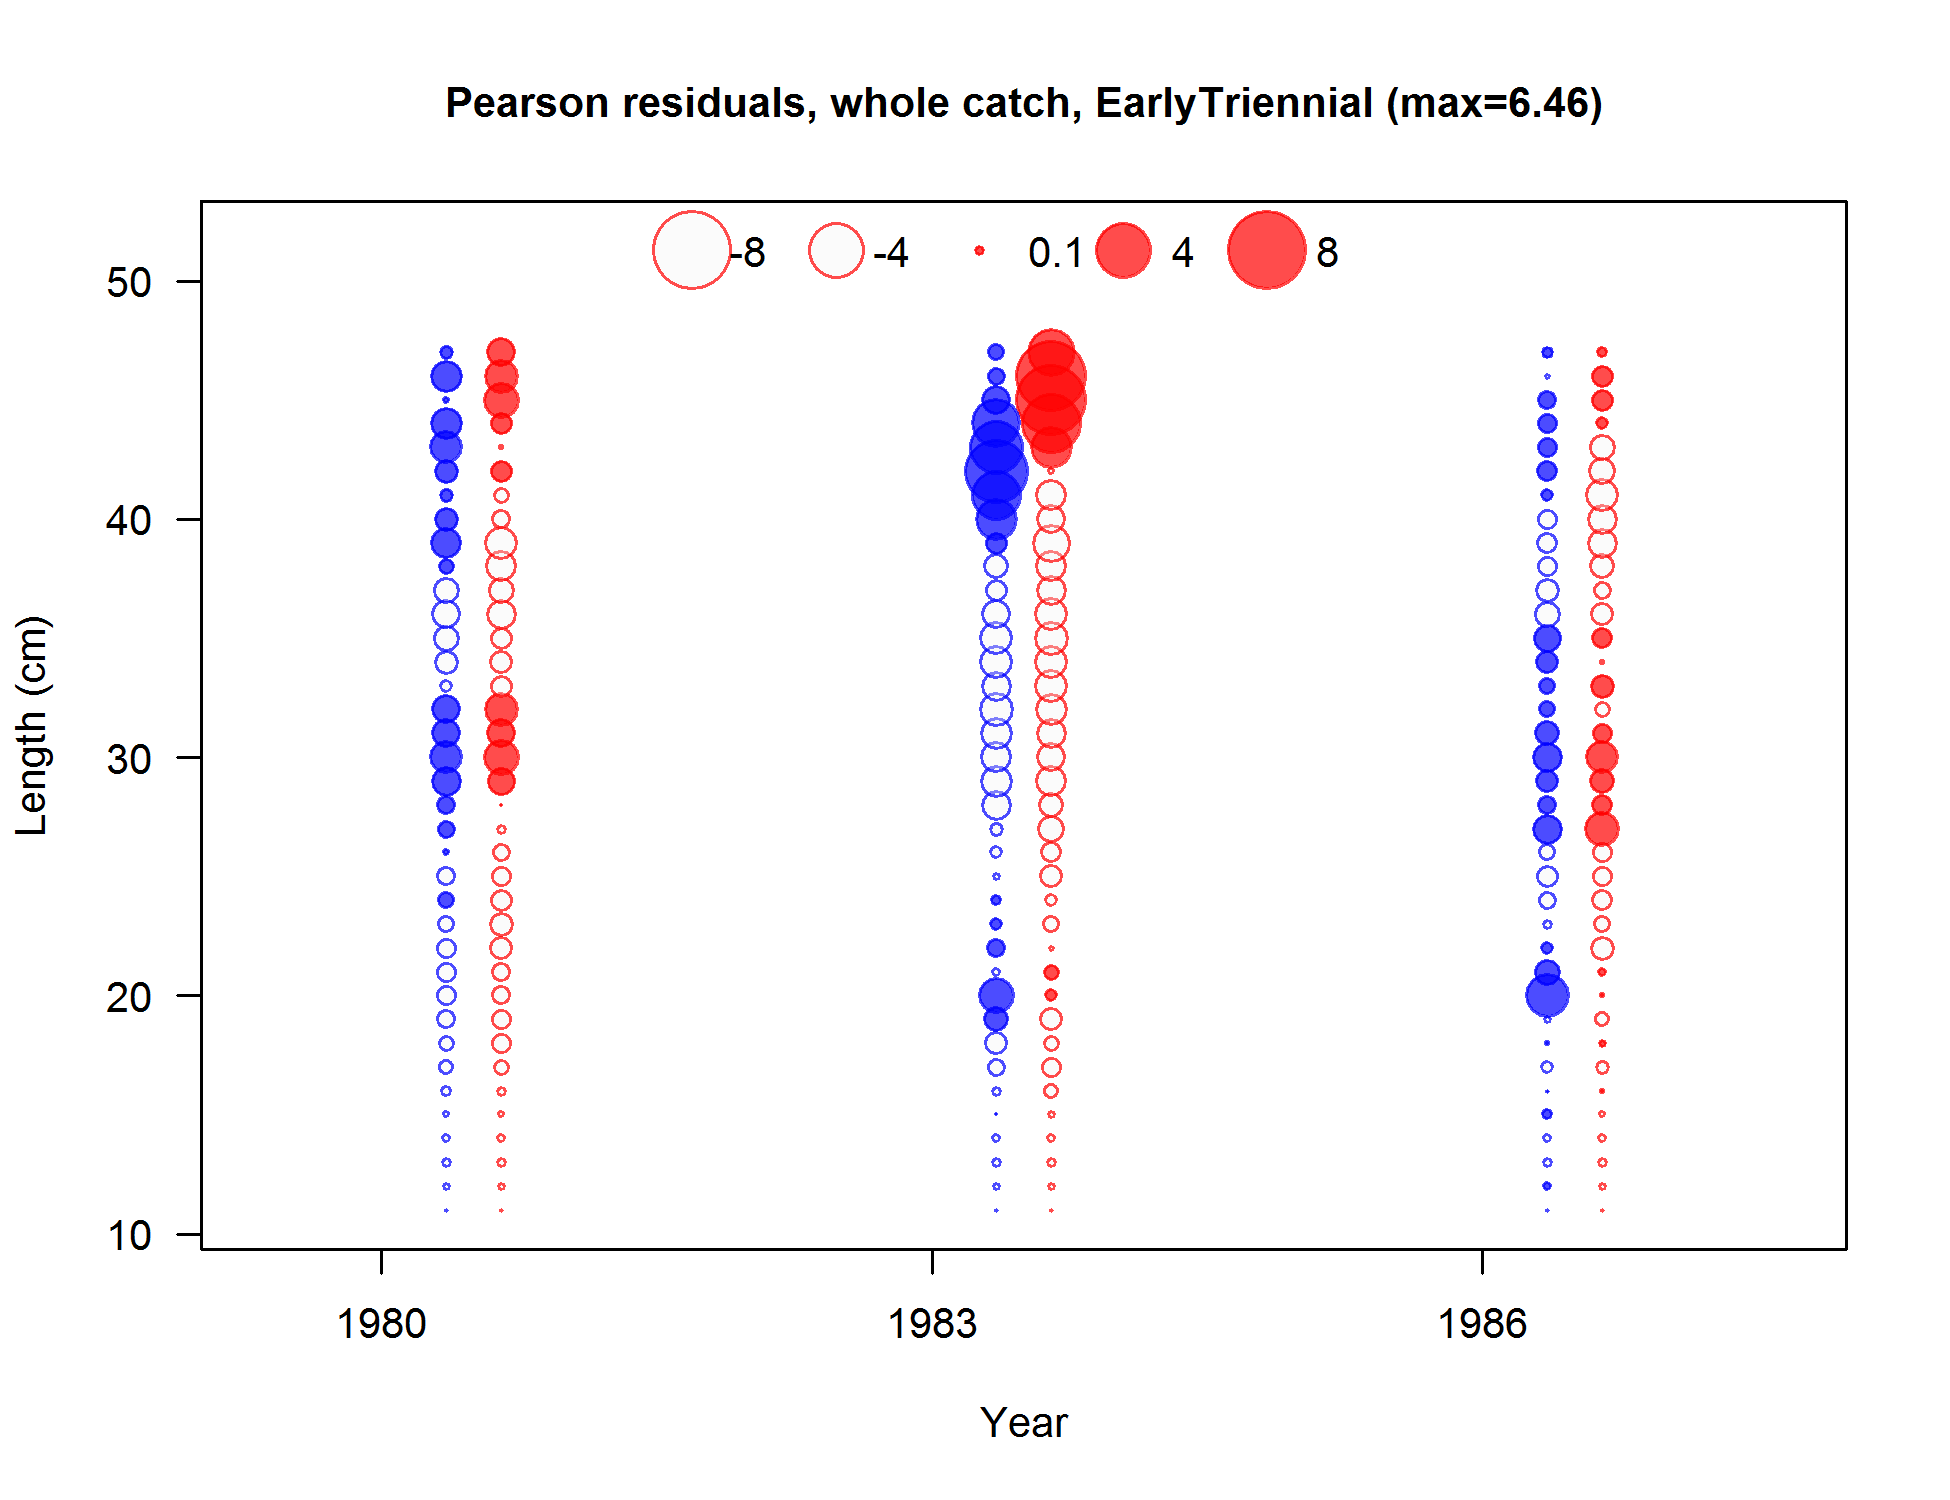 Pearson residuals, whole catch, EarlyTriennial (max=6.46)
-8 -4 0.1 4 8
50
40
30
20
10
Length (cm)
1980 1983 1986
Year